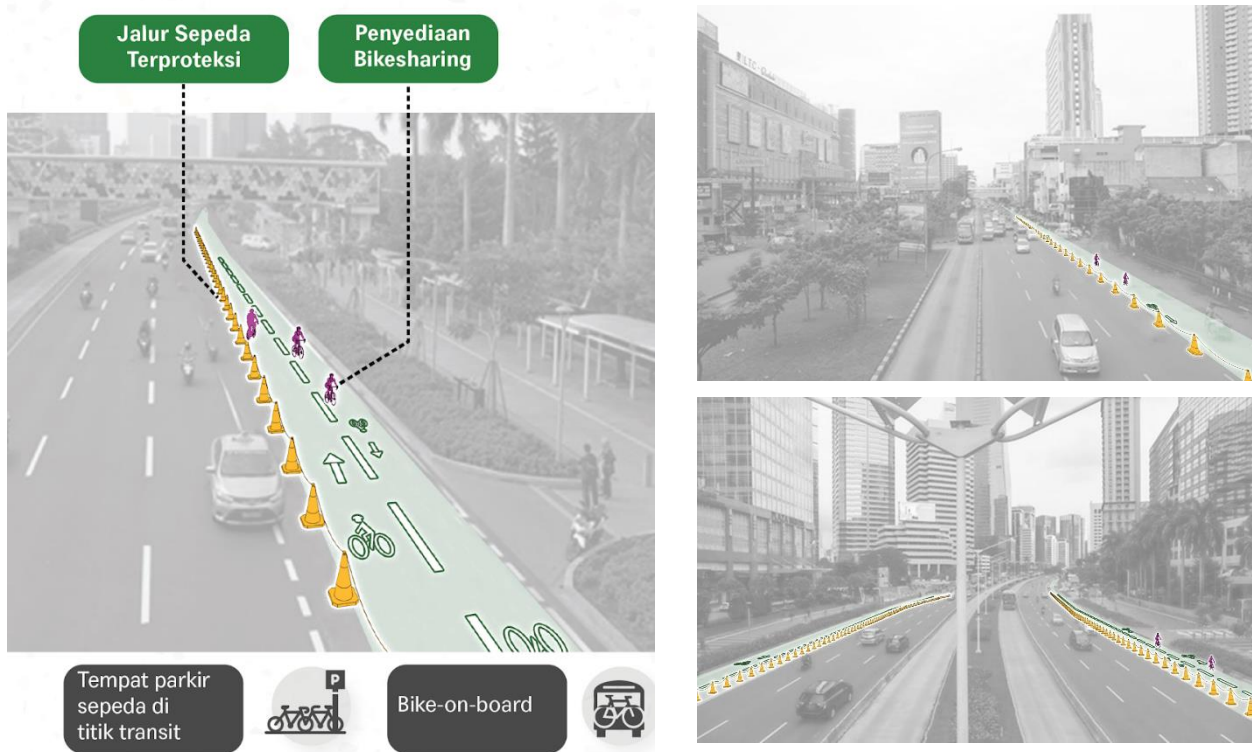 Jalur Sepeda
Terproteksi
Penyediaan
Bikesharing
Tempat parkir
sepeda di
titik transit
P
Bike-on-board